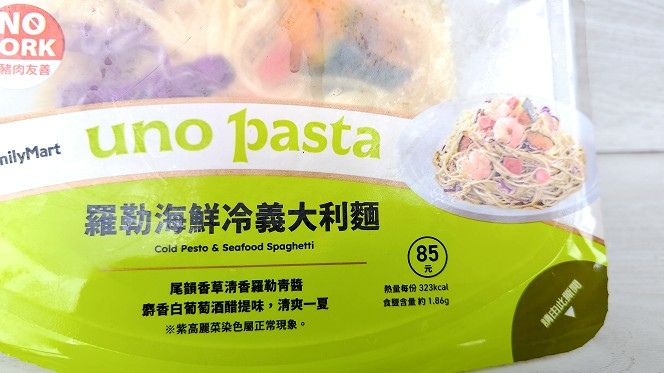 NO
ORK
豬肉友善
milyMart
uno pasta
羅勒海鮮冷義大利麵
Cold Pesto & Seafood Spaghetti
85
元
尾韻香草清香羅勒青醬
麝香白葡萄酒醋提味，清爽一夏
※紫高麗菜染色屬正常現象。
熱量每份 323kcal
食鹽含量 約 1.86g
請由此撕開